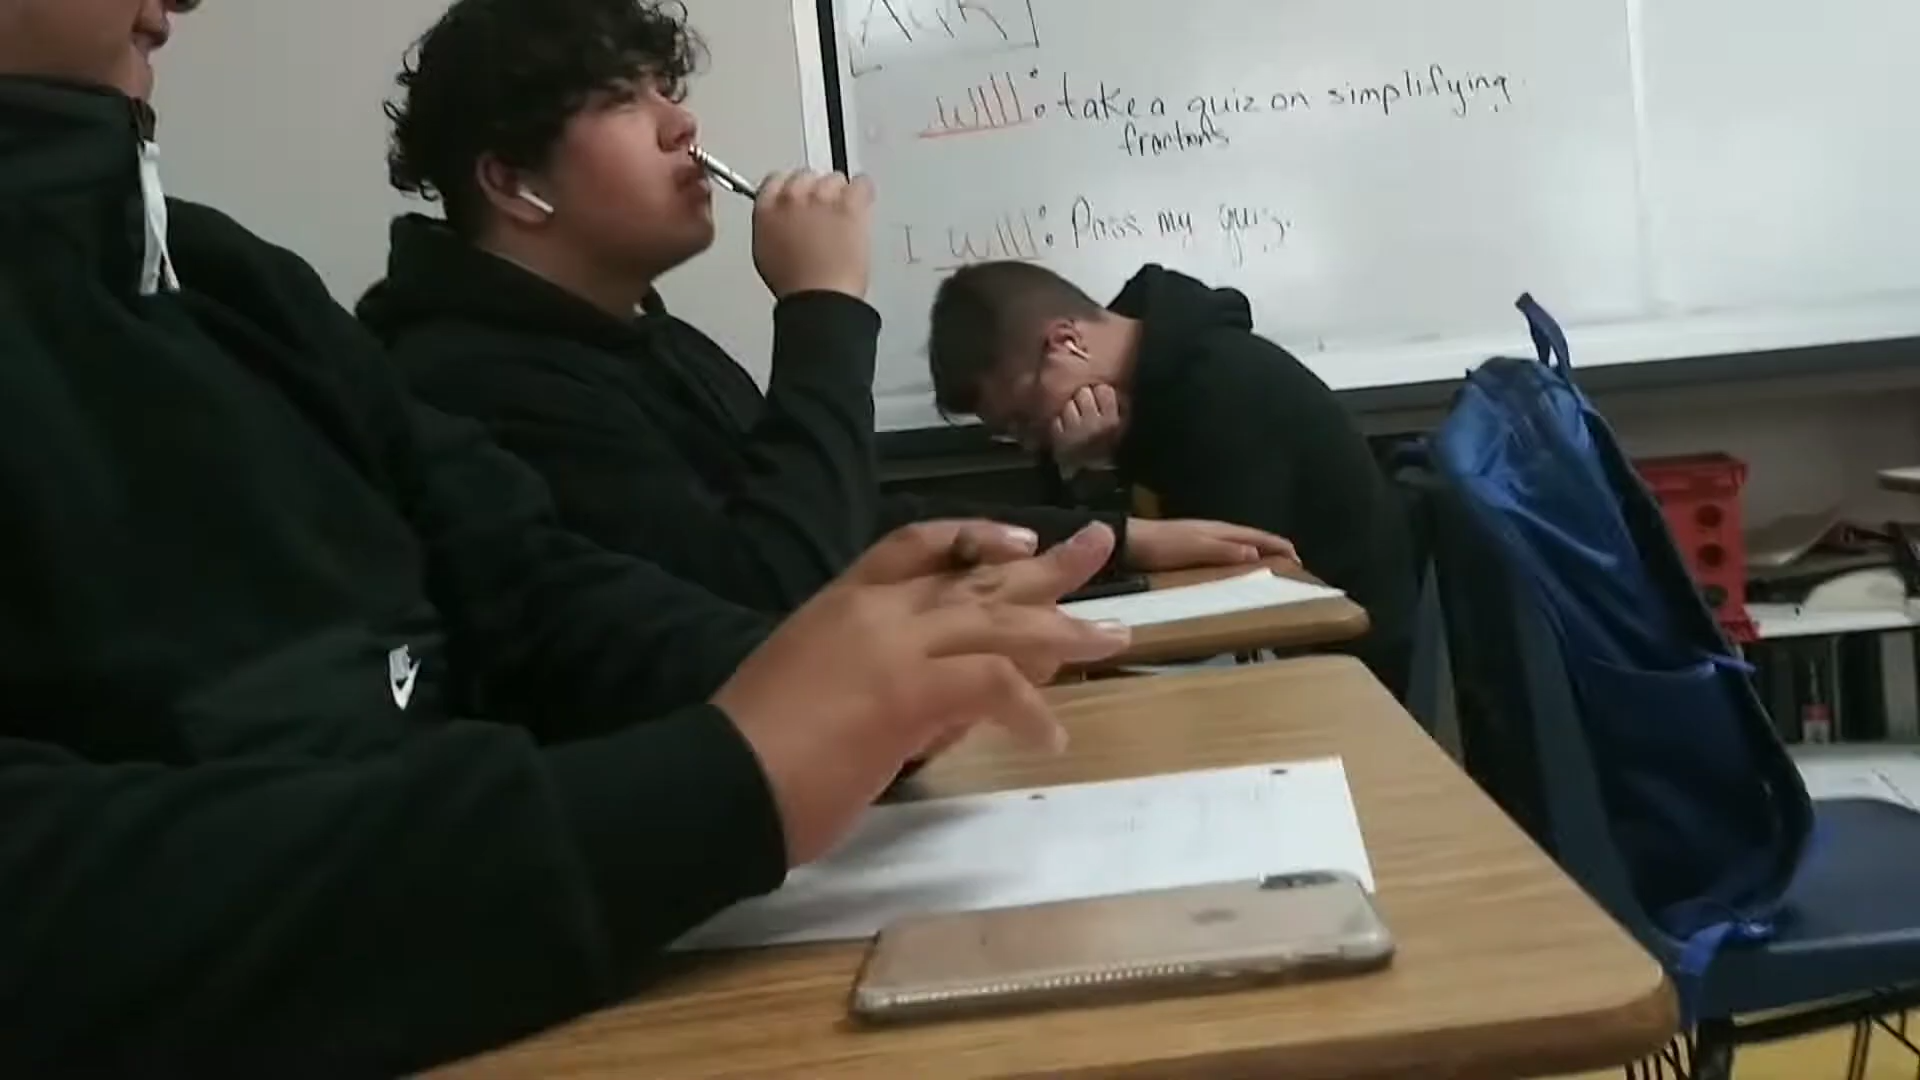 will: take a quiz on simplifying
fractions
I will: Pass my quiz.